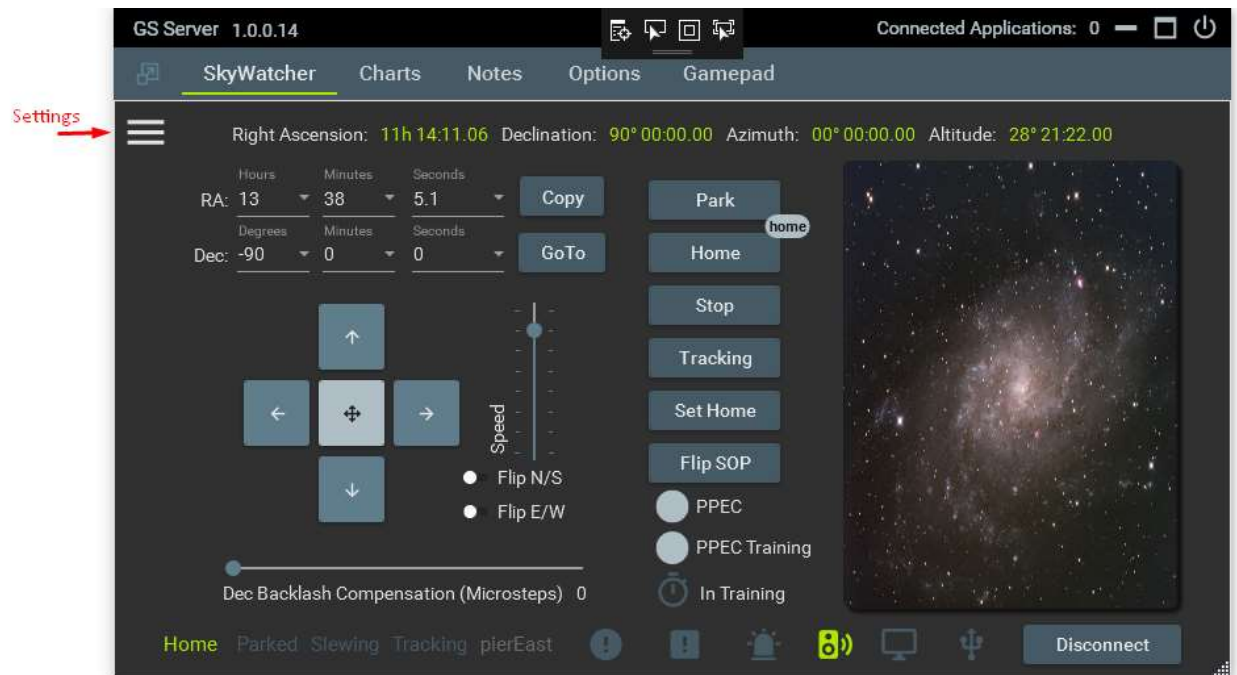 GS Server 1.0.0.14 Connected Applications: 0
SkyWatcher Charts Notes Options Gamepad
Settings
Right Ascension: 11h 14:11.06 Declination: 90° 00:00.00 Azimuth: 00° 00:00.00 Altitude: 28° 21:22.00
Hours Minutes Seconds
RA: 13 38 5.1 Copy
Degrees Minutes Seconds
Dec: -90 0 0 GoTo
Park
home
Home
Stop
Tracking
Set Home
Flip SOP
Speed
Flip N/S
Flip E/W
PPEC
PPEC Training
In Training
Dec Backlash Compensation (Microsteps) 0
Home Parked Slewing Tracking pierEast Disconnect